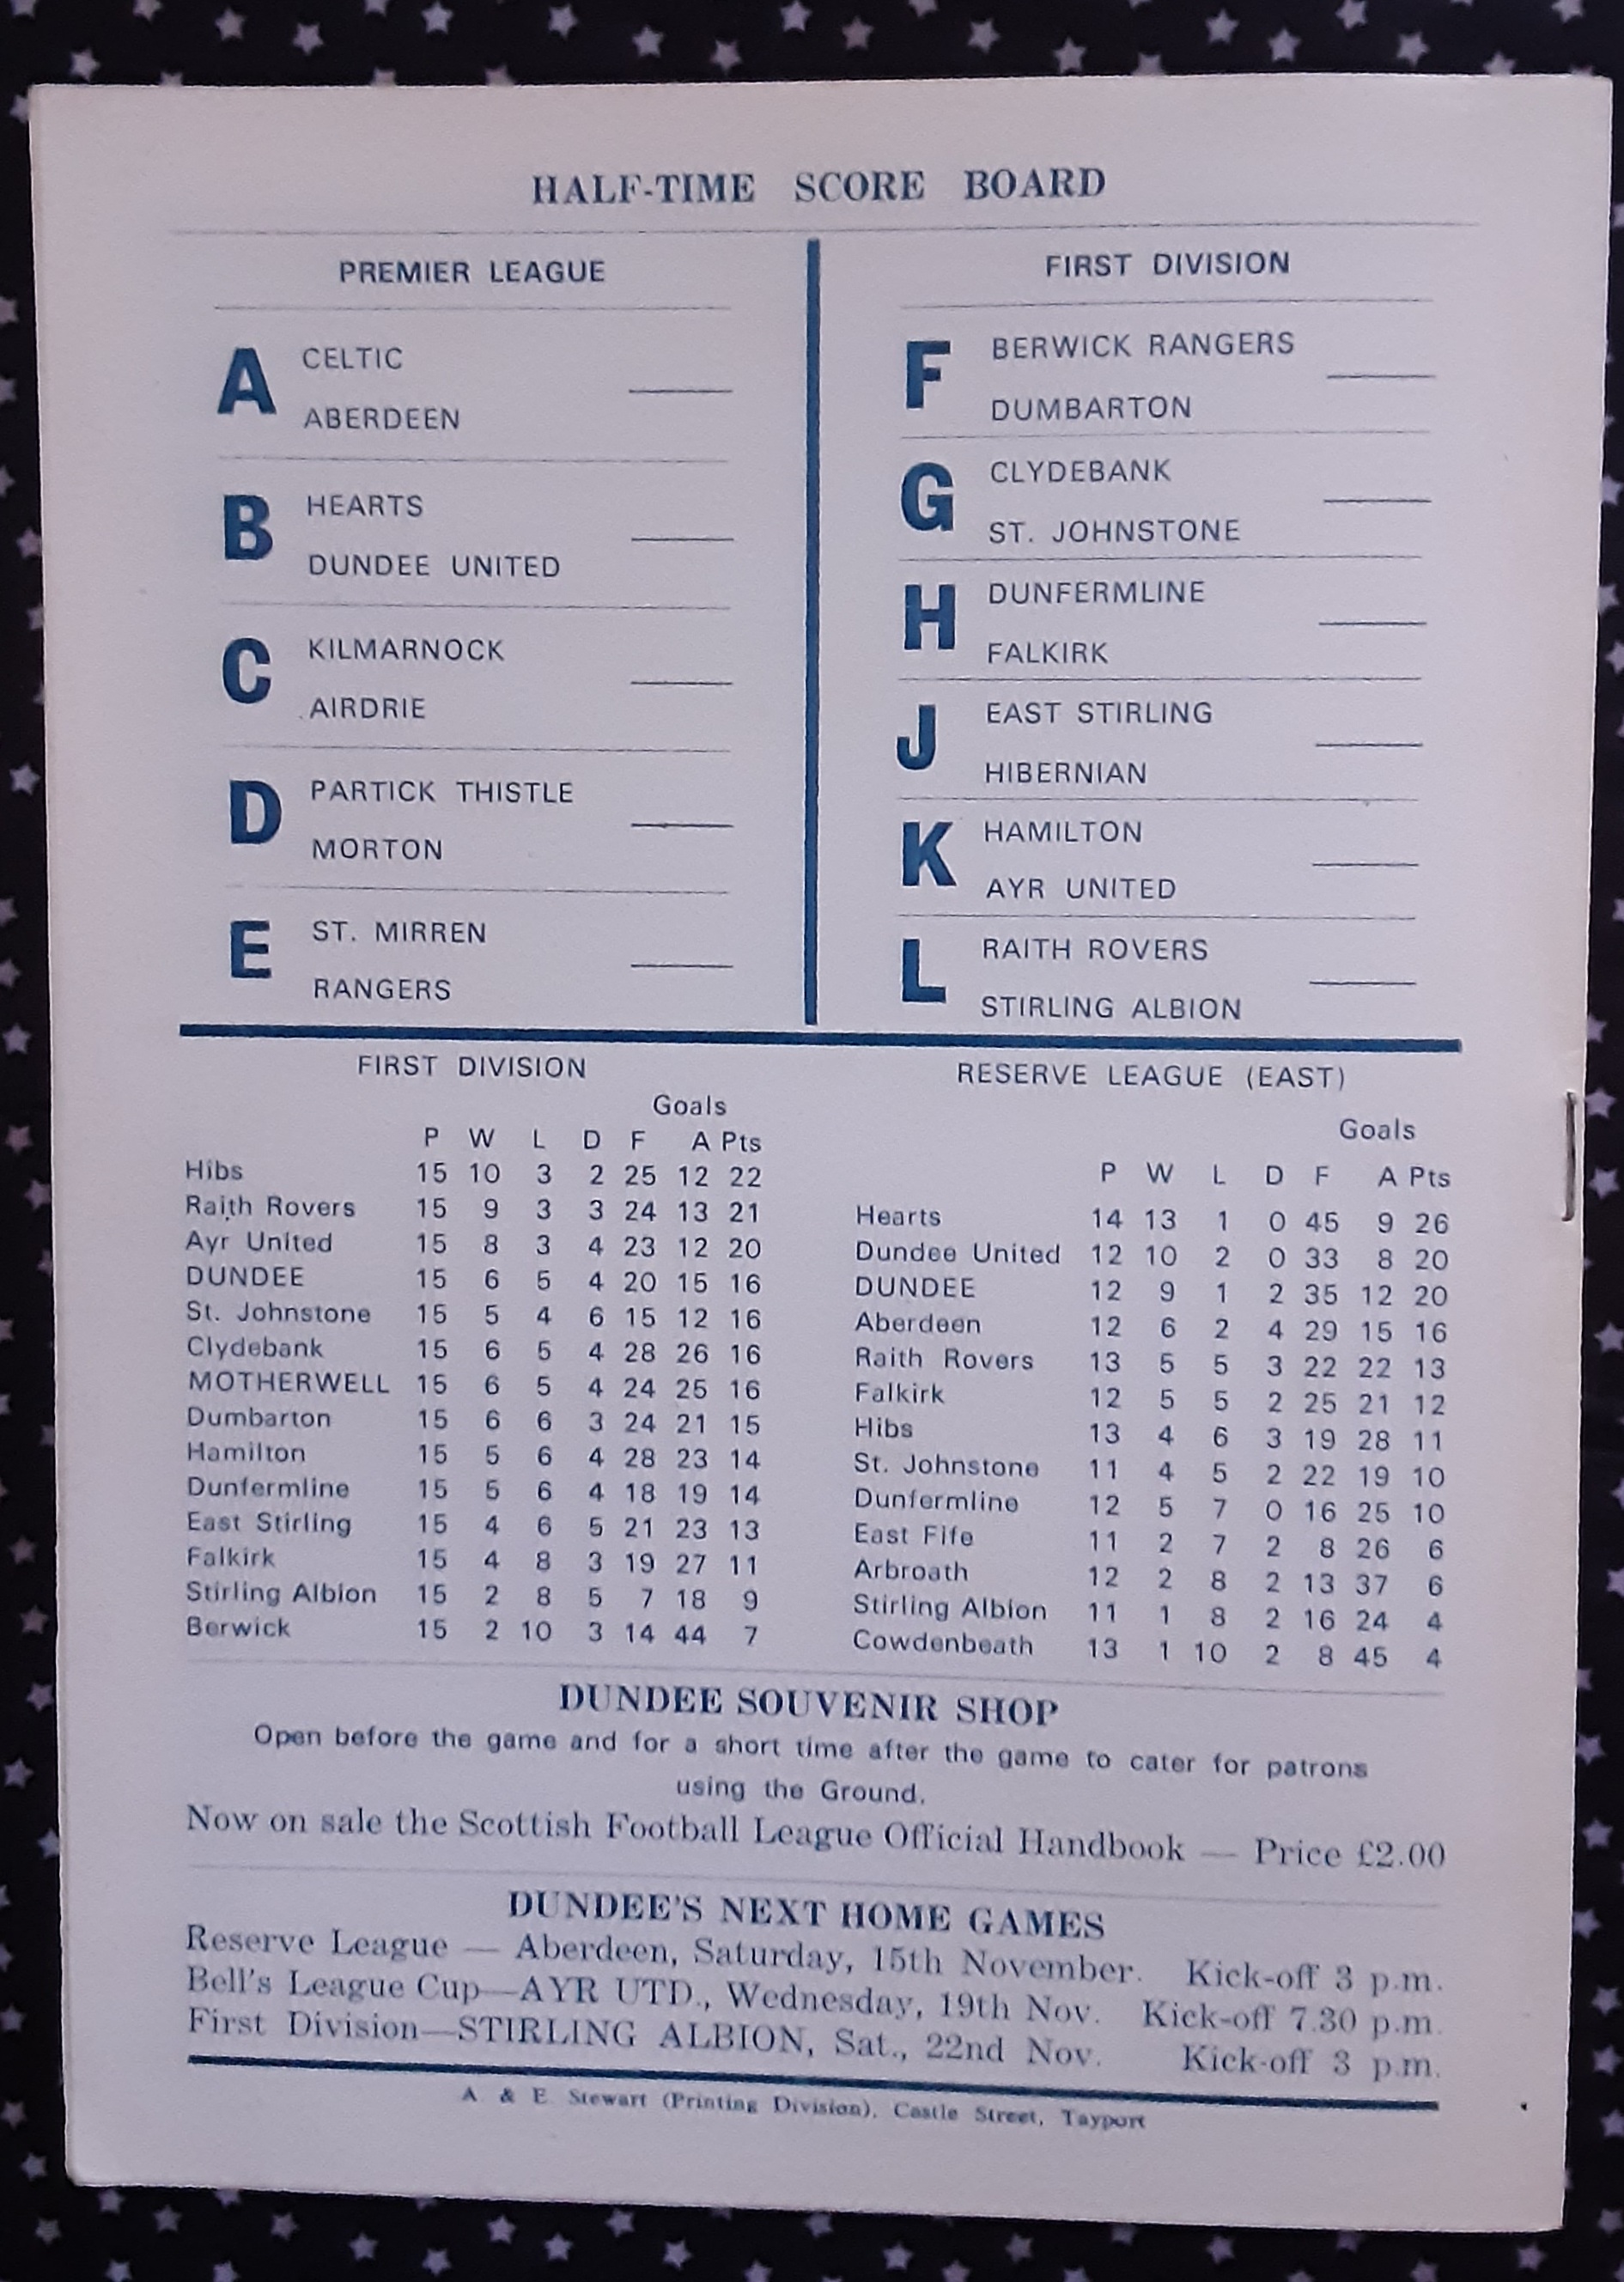 HALF-TIME SCORE BOARD
PREMIER LEAGUE
A CELTIC
ABERDEEN
B HEARTS
DUNDEE UNITED
C KILMARNOCK
AIRDRIE
D PARTICK THISTLE
MORTON
E ST. MIRREN
RANGERS
FIRST DIVISION
F BERWICK RANGERS
DUMBARTON
G CLYDEBANK
ST. JOHNSTONE
H DUNFERMLINE
FALKIRK
J EAST STIRLING
HIBERNIAN
K HAMILTON
AYR UNITED
L RAITH ROVERS
STIRLING ALBION
FIRST DIVISION
Goals
P W L D F A Pts
Hibs 15 10 3 2 25 12 22
Raith Rovers 15 9 3 3 24 13 21
Ayr United 15 8 3 4 23 12 20
DUNDEE 15 6 5 4 20 15 16
St. Johnstone 15 5 4 6 15 12 16
Clydebank 15 6 5 4 28 26 16
MOTHERWELL 15 6 5 4 24 25 16
Dumbarton 15 6 6 3 24 21 15
Hamilton 15 5 6 4 28 23 14
Dunfermline 15 5 6 4 18 19 14
East Stirling 15 4 6 5 21 23 13
Falkirk 15 4 8 3 19 27 11
Stirling Albion 15 2 8 5 7 18 9
Berwick 15 2 10 3 14 44 7
RESERVE LEAGUE (EAST)
Goals
P W L D F A Pts
Hearts 14 13 1 0 45 9 26
Dundee United 12 10 2 0 33 8 20
DUNDEE 12 9 1 2 35 12 20
Aberdeen 12 6 2 4 29 15 16
Raith Rovers 13 5 5 3 22 22 13
Falkirk 12 5 5 2 25 21 12
Hibs 13 4 6 3 19 28 11
St. Johnstone 11 4 5 2 22 19 10
Dunfermline 12 5 7 0 16 25 10
East Fife 11 2 7 2 8 26 6
Arbroath 12 2 8 2 13 37 6
Stirling Albion 11 1 8 2 16 24 4
Cowdenbeath 13 1 10 2 8 45 4
DUNDEE SOUVENIR SHOP
Open before the game and for a short time after the game to cater for patrons
using the Ground.
Now on sale the Scottish Football League Official Handbook — Price £2.00
DUNDEE'S NEXT HOME GAMES
Reserve League — Aberdeen, Saturday, 15th November. Kick-off 3 p.m.
Bell's League Cup—AYR UTD., Wednesday, 19th Nov. Kick-off 7.30 p.m.
First Division—STIRLING ALBION, Sat., 22nd Nov. Kick-off 3 p.m.
A. & E. Stewart (Printing Division), Castle Street, Tayport